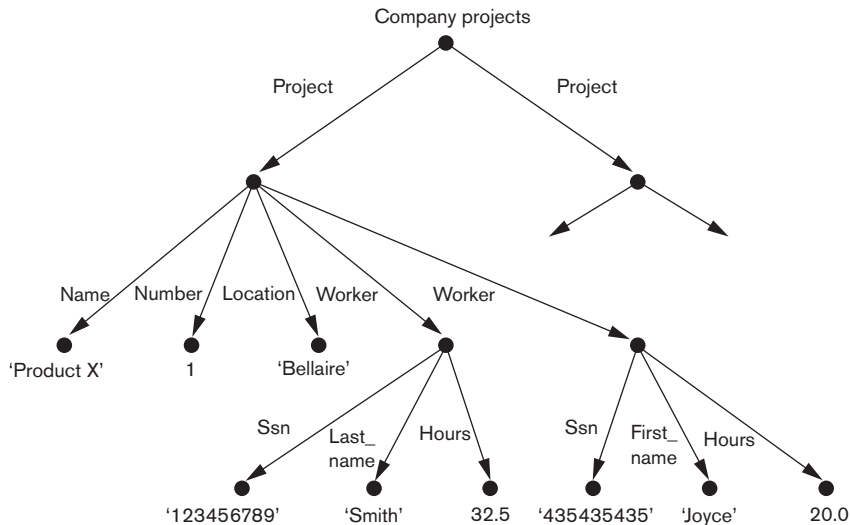 Company projects
Project
Project
Name
Number
Location
Worker
Worker
‘Product X’
1
‘Bellaire’
Ssn
Last_
name
Hours
Ssn
First_
name
Hours
‘123456789’
‘Smith’
32.5
‘435435435’
‘Joyce’
20.0